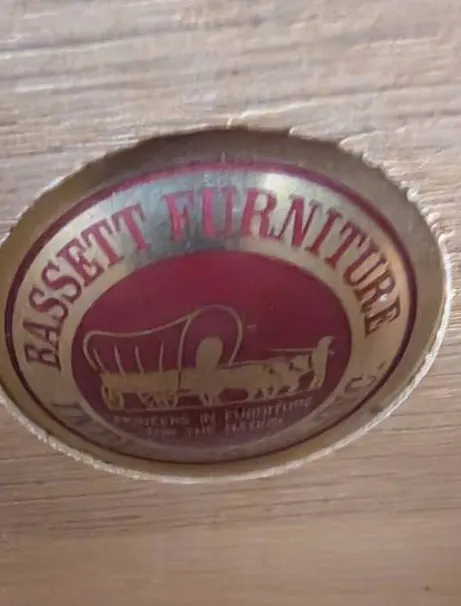 BASSETT FURNITURE
PIONEERS IN FURNITURE
FOR THE NATION